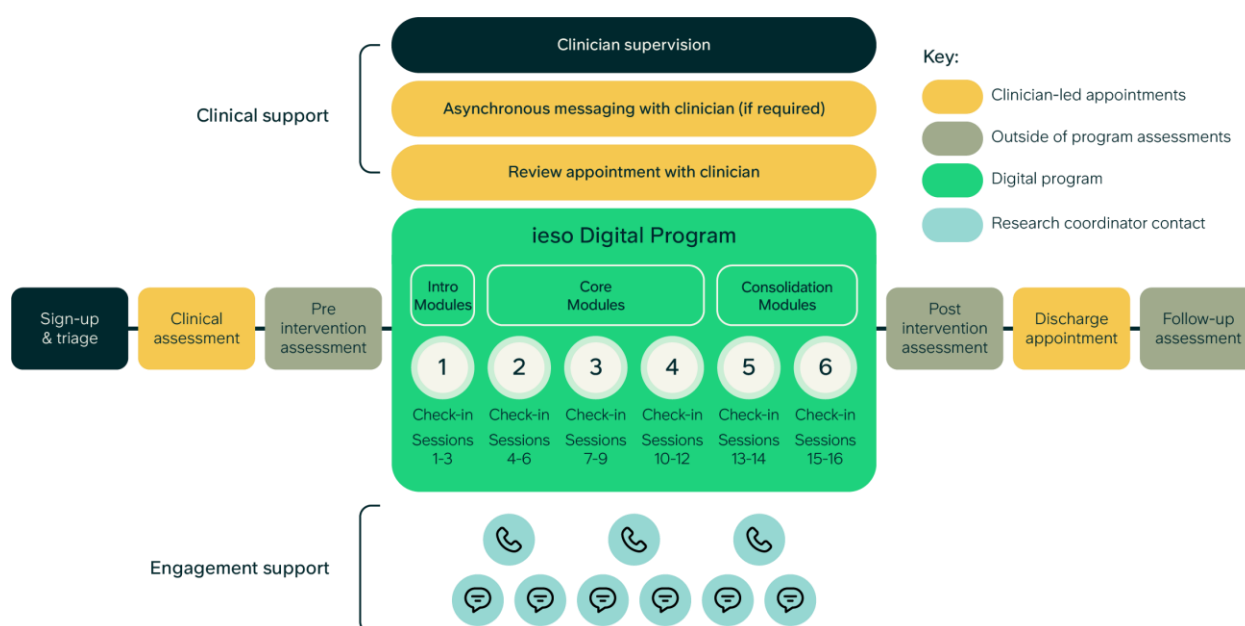 Clinician supervision
Key:
Clinical support
Asynchronous messaging with clinician (if required)
Review appointment with clinician
Clinician-led appointments
Outside of program assessments
Digital program
Research coordinator contact
Sign-up
& triage
Clinical
assessment
Pre
intervention
assessment
ieso Digital Program
Intro
Modules
Core
Modules
Consolidation
Modules
1
2
3
4
5
6
Check-in
Check-in
Check-in
Check-in
Check-in
Check-in
Sessions
1-3
Sessions
4-6
Sessions
7-9
Sessions
10-12
Sessions
13-14
Sessions
15-16
Post
intervention
assessment
Discharge
appointment
Follow-up
assessment
Engagement support